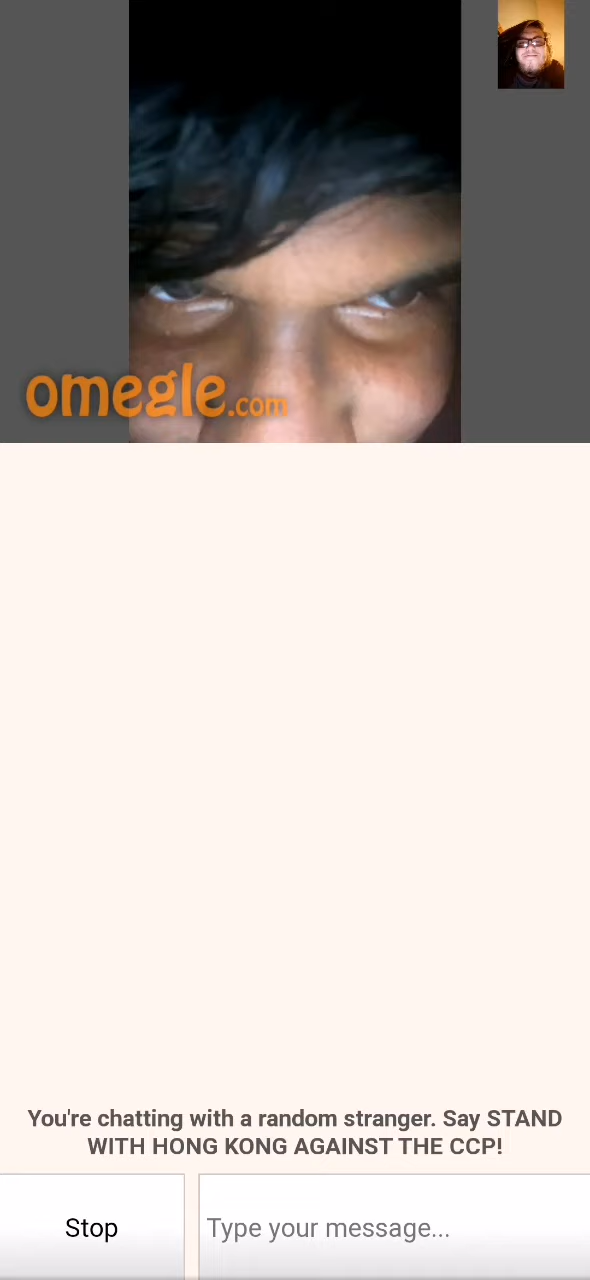 omegle.com
You're chatting with a random stranger. Say STAND
WITH HONG KONG AGAINST THE CCP!
Stop
Type your message...